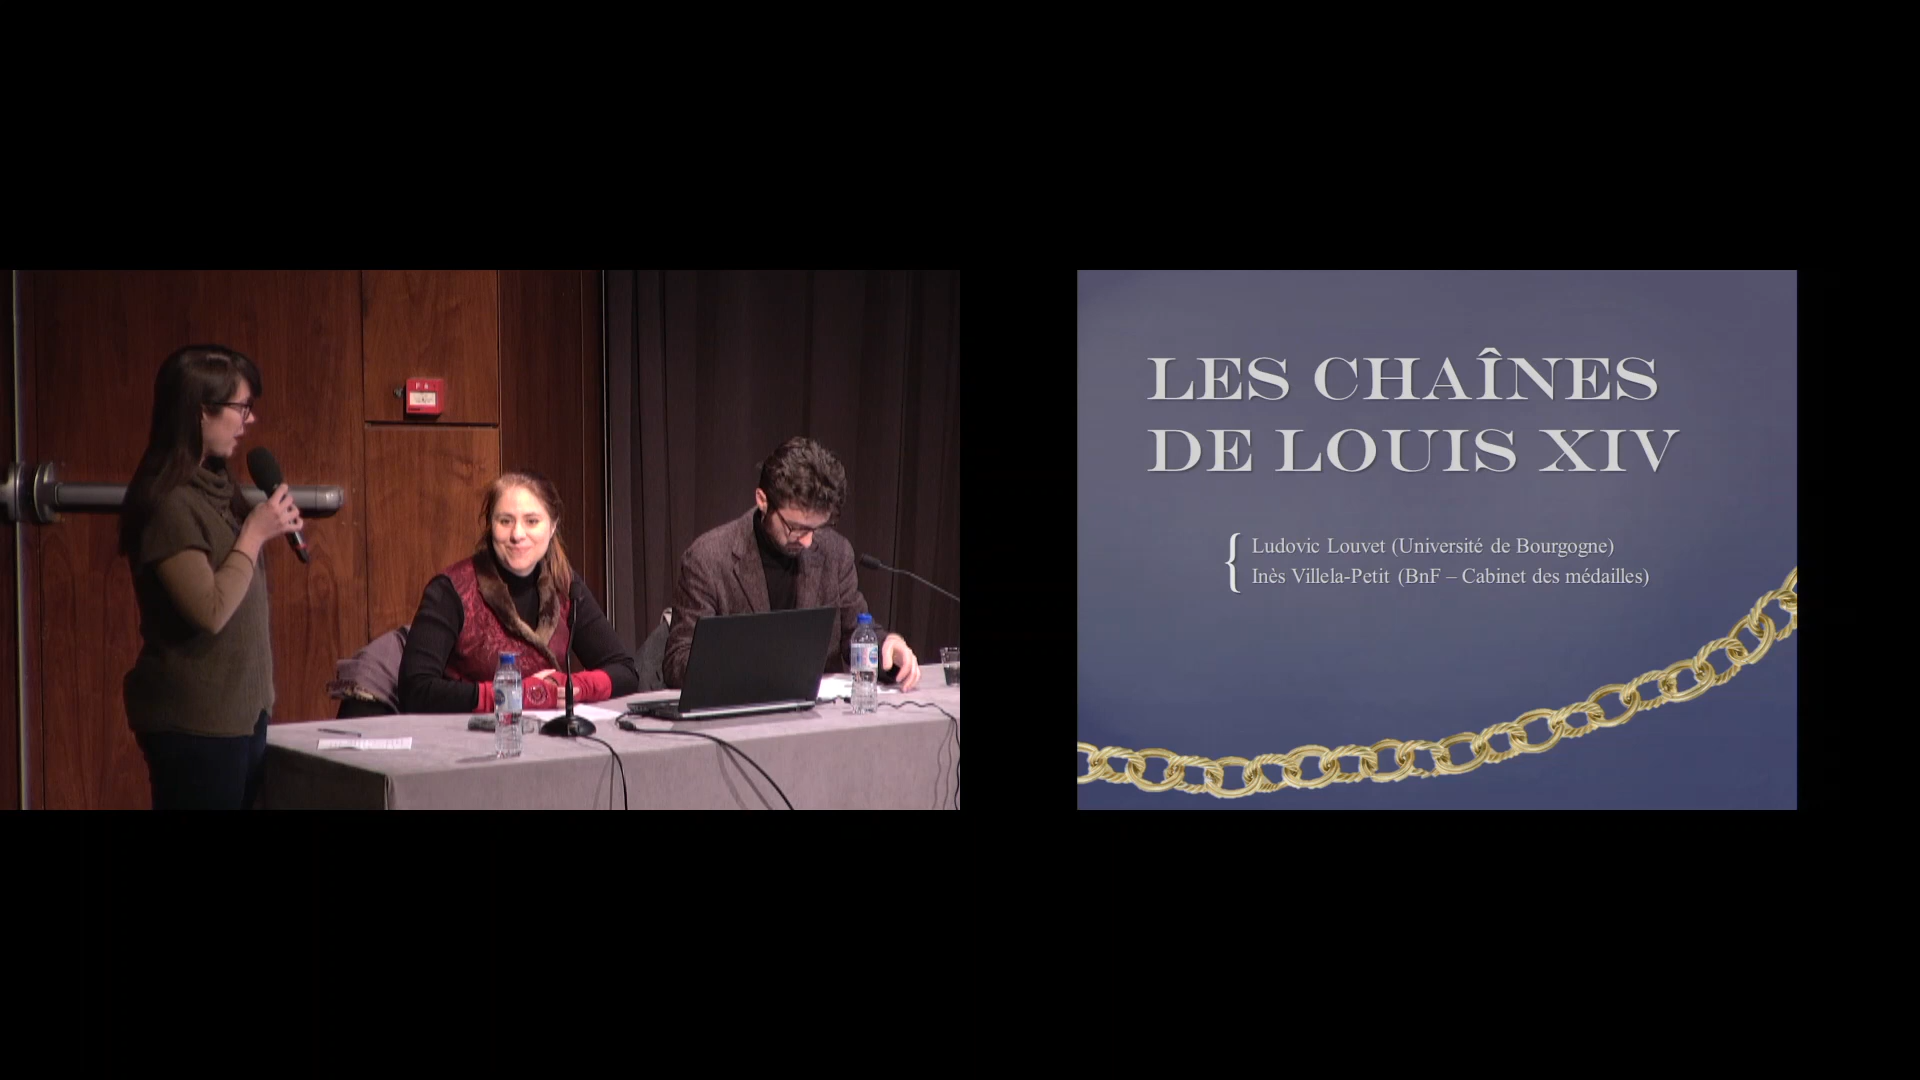 LES CHAÎNES
DE LOUIS XIV
Ludovic Louvet (Université de Bourgogne)
Inès Villela-Petit (BnF – Cabinet des médailles)